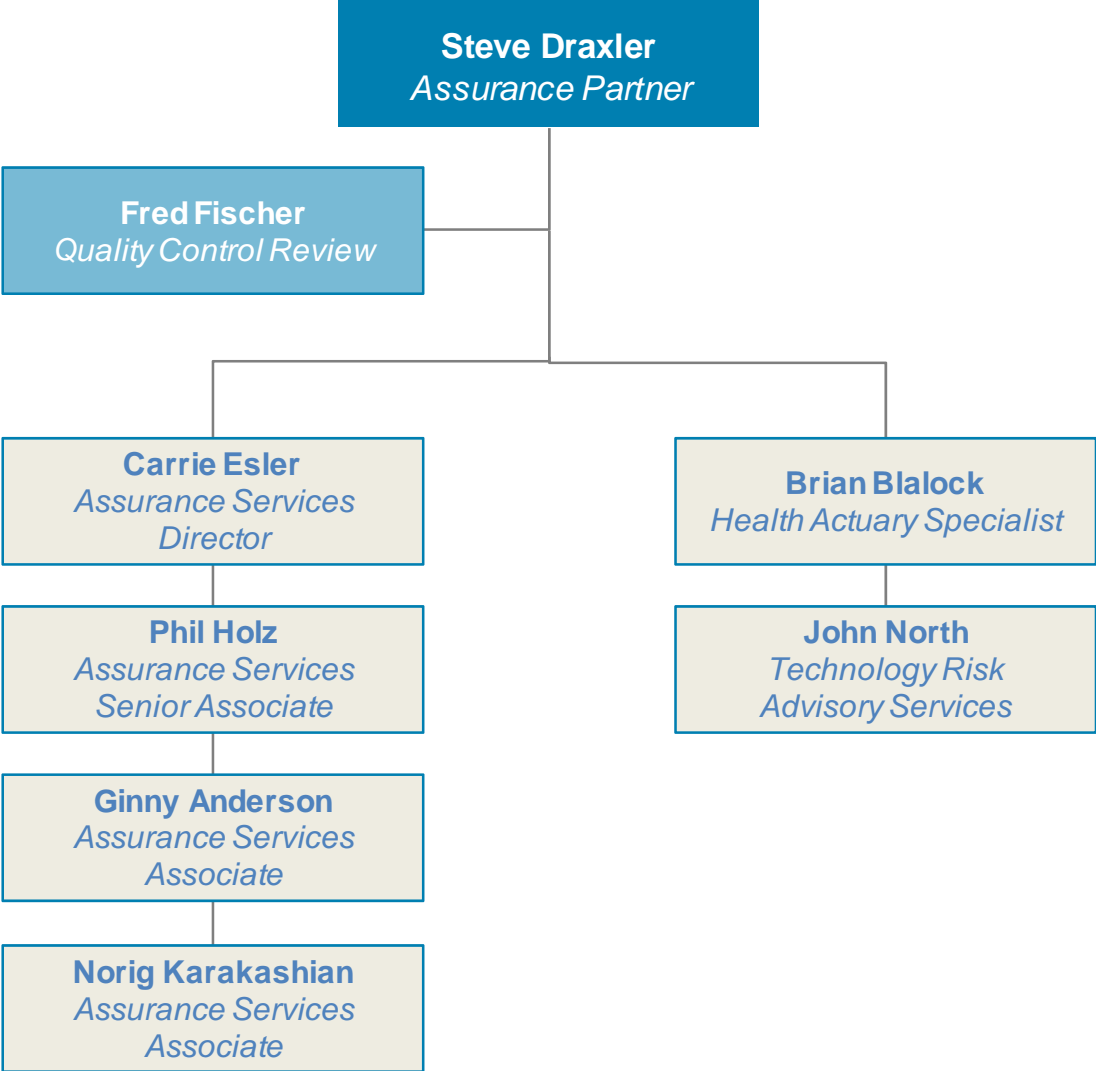 Steve Draxler
Assurance Partner
Fred Fischer
Quality Control Review
Carrie Esler
Assurance Services
Director
Brian Blalock
Health Actuary Specialist
Phil Holz
Assurance Services
Senior Associate
John North
Technology Risk
Advisory Services
Ginny Anderson
Assurance Services
Associate
Norig Karakashian
Assurance Services
Associate